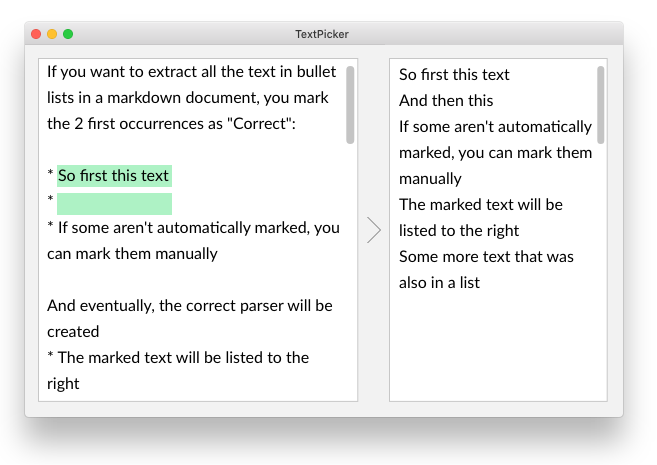 TextPicker
If you want to extract all the text in bullet
lists in a markdown document, you mark
the 2 first occurrences as "Correct":
* So first this text
*
* If some aren't automatically marked, you
can mark them manually
And eventually, the correct parser will be
created
* The marked text will be listed to the
right
So first this text
And then this
If some aren't automatically
marked, you can mark them
manually
The marked text will be
listed to the right
Some more text that was
also in a list